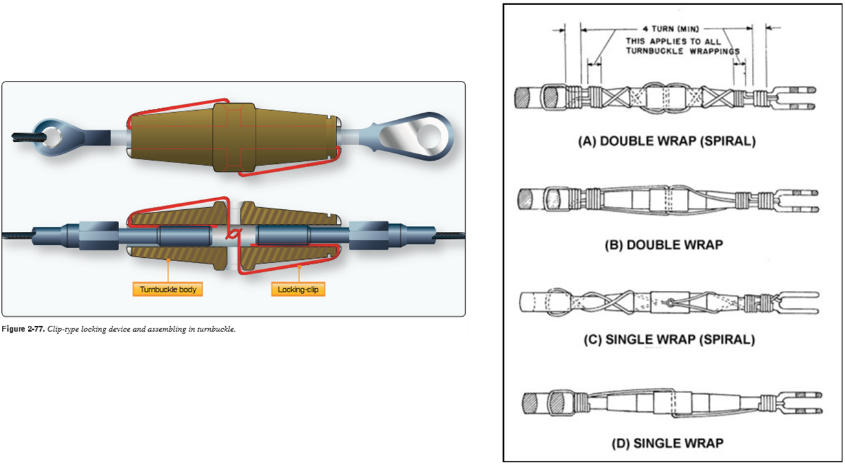 Turnbuckle body
Locking-clip
Figure 2-77. Clip-type locking device and assembling in turnbuckle.
4 TURN (MIN)
THIS APPLIES TO ALL
TURNBUCKLE WRAPPINGS
(A) DOUBLE WRAP (SPIRAL)
(B) DOUBLE WRAP
(C) SINGLE WRAP (SPIRAL)
(D) SINGLE WRAP